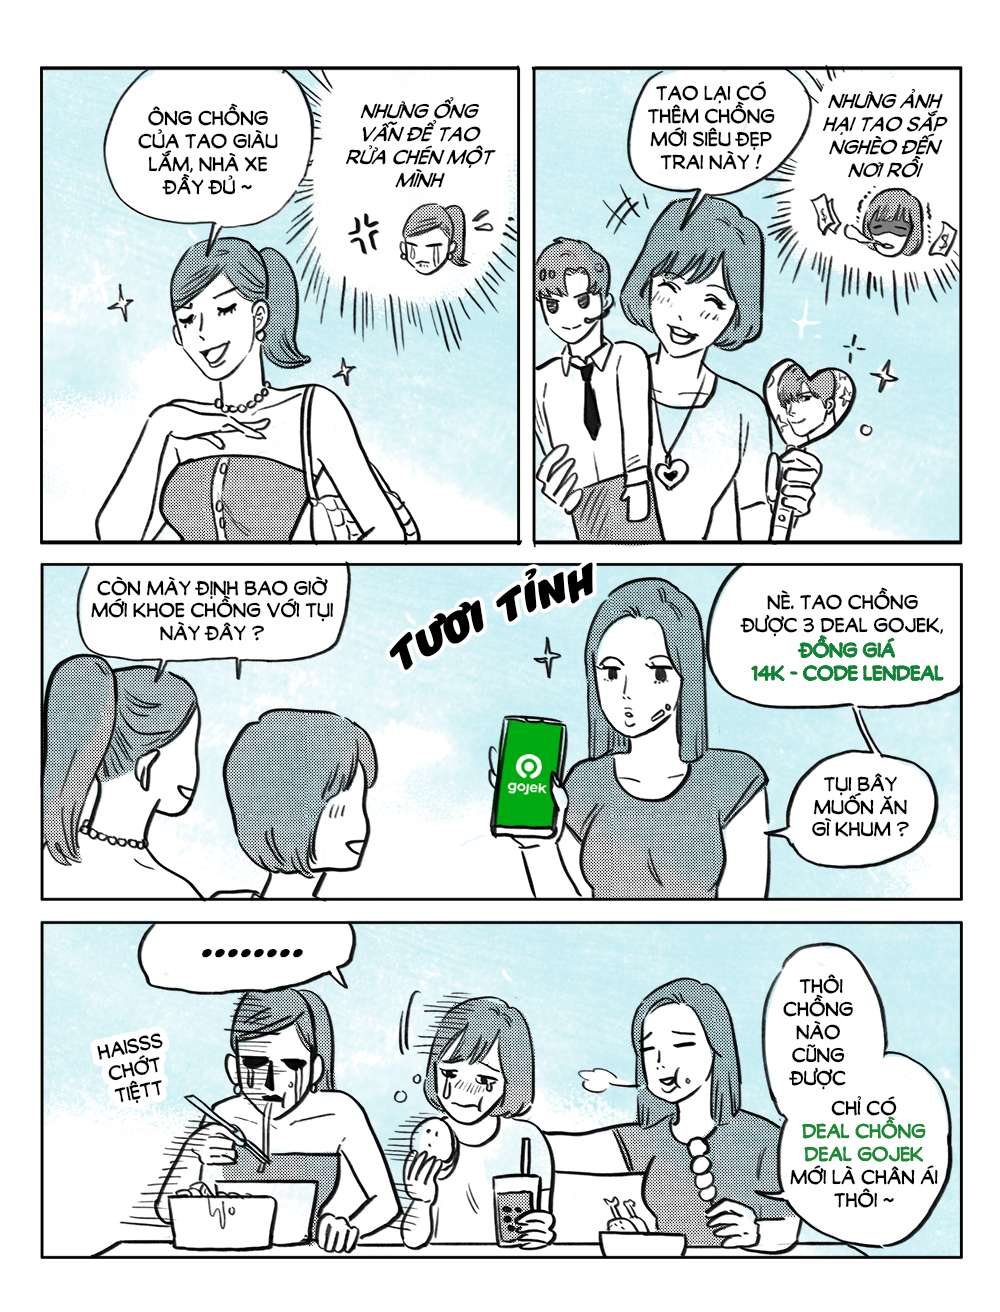 ÔNG CHỒNG
CỦA TAO GIÀU
LẮM, NHÀ XE
ĐẦY ĐỦ ~
NHƯNG ỔNG
VẤN ĐỂ TAO
RỬA CHÉN MỘT
MÌNH
TAO LẠI CÓ
THÊM CHỒNG
MỚI SIÊU ĐẸP
TRAI NÀY !
NHƯNG ẢNH
HẠI TAO SẮP
NGHÈO ĐẾN
NƠI RỒI
$
$
CÒN MÀY ĐỊNH BAO GIỜ
MỚI KHOE CHỒNG VỚI TỤI
NÀY ĐÂY ?
TƯƠI TỈNH
gojek
NÈ. TAO CHỒNG
ĐƯỢC 3 DEAL GOJEK,
ĐỒNG GIÁ
14K - CODE LENDEAL
TỤI BÂY
MUỐN ĂN
GÌ KHUM ?
........
HAISSS
CHỚT
TIỆTT
THÔI
CHỒNG
NÀO
CŨNG
ĐƯỢC
CHỈ CÓ
DEAL CHỒNG
DEAL GOJEK
MỚI LÀ CHÂN ÁI
THÔI ~